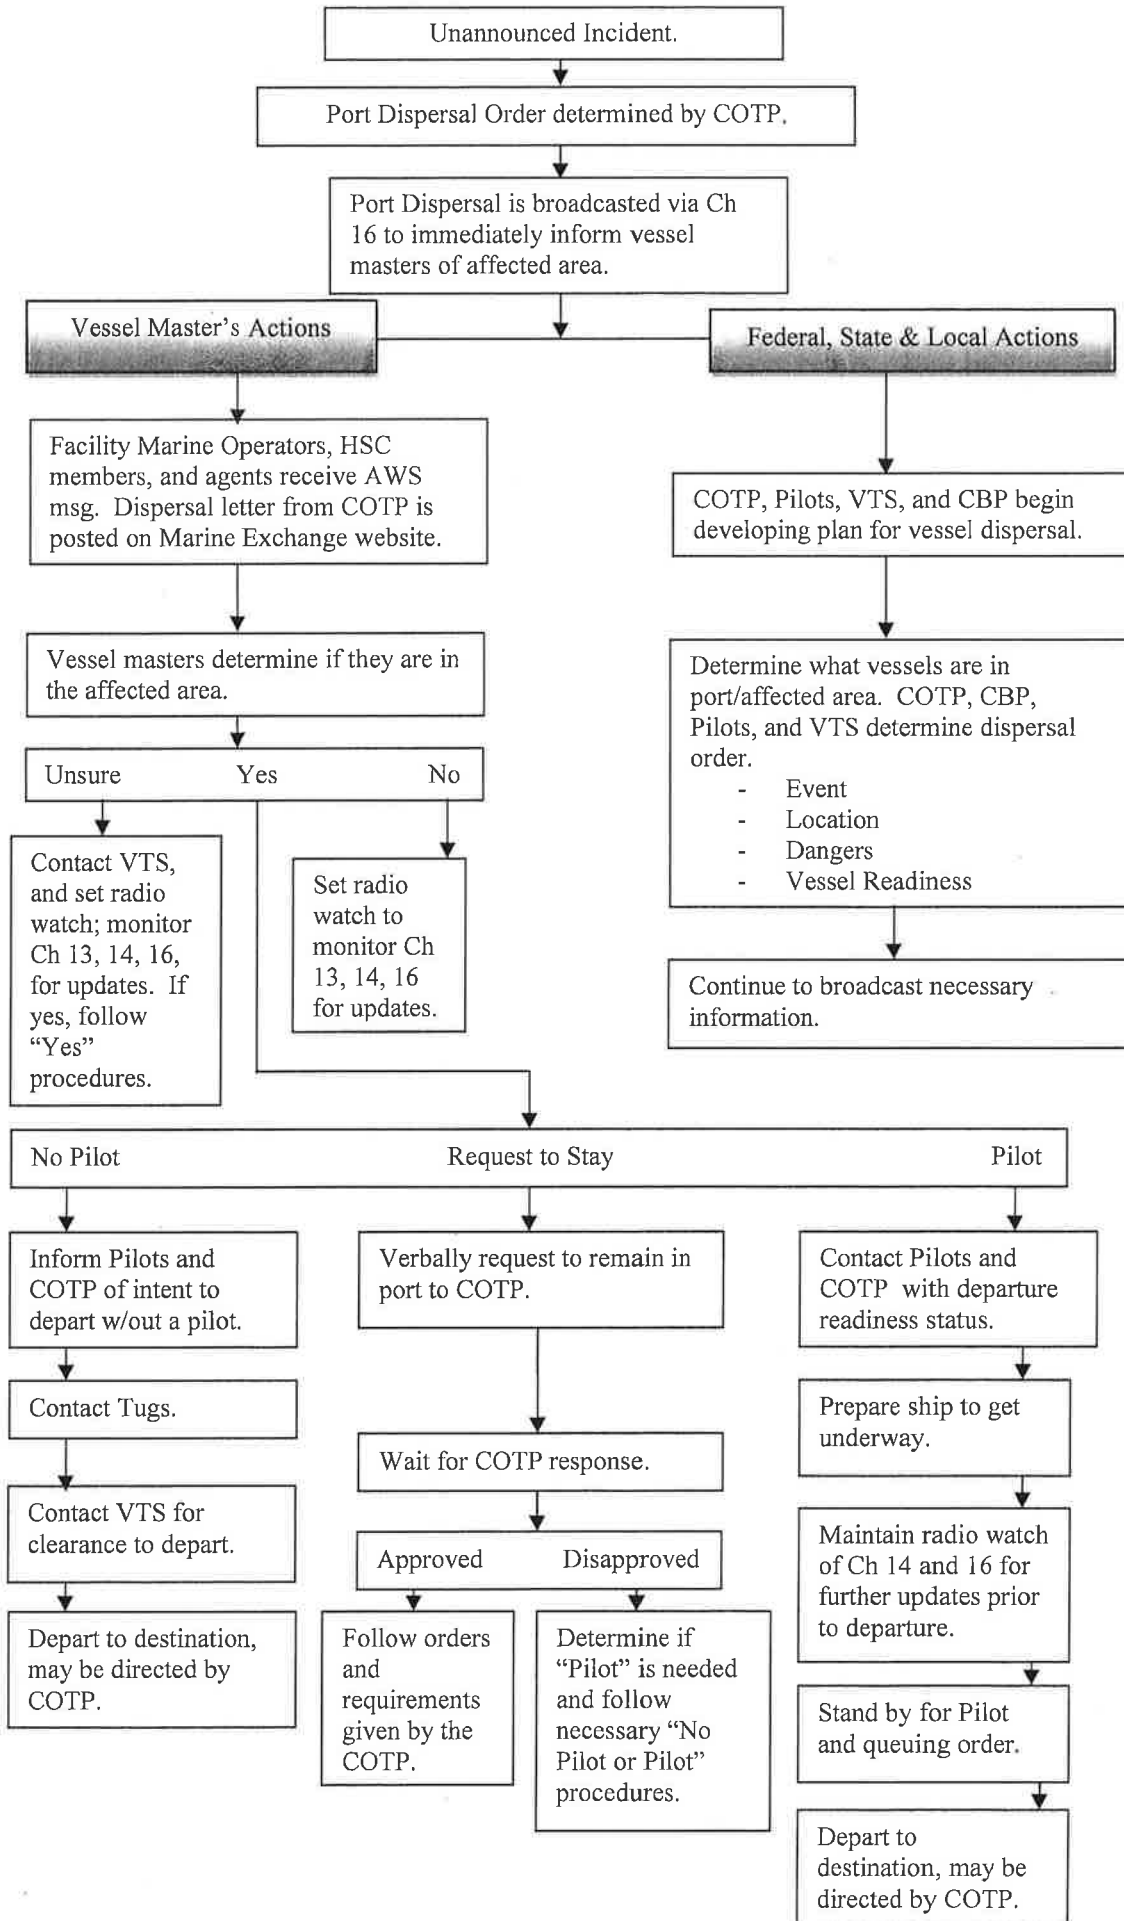 Unannounced Incident.
Port Dispersal Order determined by COTP.
Port Dispersal is broadcasted via Ch
16 to immediately inform vessel
masters of affected area.
Vessel Master’s Actions
Federal, State & Local Actions
Facility Marine Operators, HSC
members, and agents receive AWS
msg.  Dispersal letter from COTP is
posted on Marine Exchange website.
COTP, Pilots, VTS, and CBP begin
developing plan for vessel dispersal.
Vessel masters determine if they are in
the affected area.
Determine what vessels are in
port/affected area.  COTP, CBP,
Pilots, and VTS determine dispersal
order.
- Event
- Location
- Dangers
- Vessel Readiness
Unsure Yes No
Contact VTS,
and set radio
watch; monitor
Ch 13, 14, 16,
for updates.  If
yes, follow
“Yes”
procedures.
Set radio
watch to
monitor Ch
13, 14, 16
for updates.
Continue to broadcast necessary
information.
No Pilot Request to Stay Pilot
Inform Pilots and
COTP of intent to
depart w/out a pilot.
Contact Tugs.
Contact VTS for
clearance to depart.
Depart to destination,
may be directed by
COTP.
Verbally request to remain in
port to COTP.
Wait for COTP response.
Approved Disapproved
Follow orders
and
requirements
given by the
COTP.
Determine if
“Pilot” is needed
and follow
necessary “No
Pilot or Pilot”
procedures.
Contact Pilots and
COTP  with departure
readiness status.
Prepare ship to get
underway.
Maintain radio watch
of Ch 14 and 16 for
further updates prior
to departure.
Stand by for Pilot
and queuing order.
Depart to
destination, may be
directed by COTP.